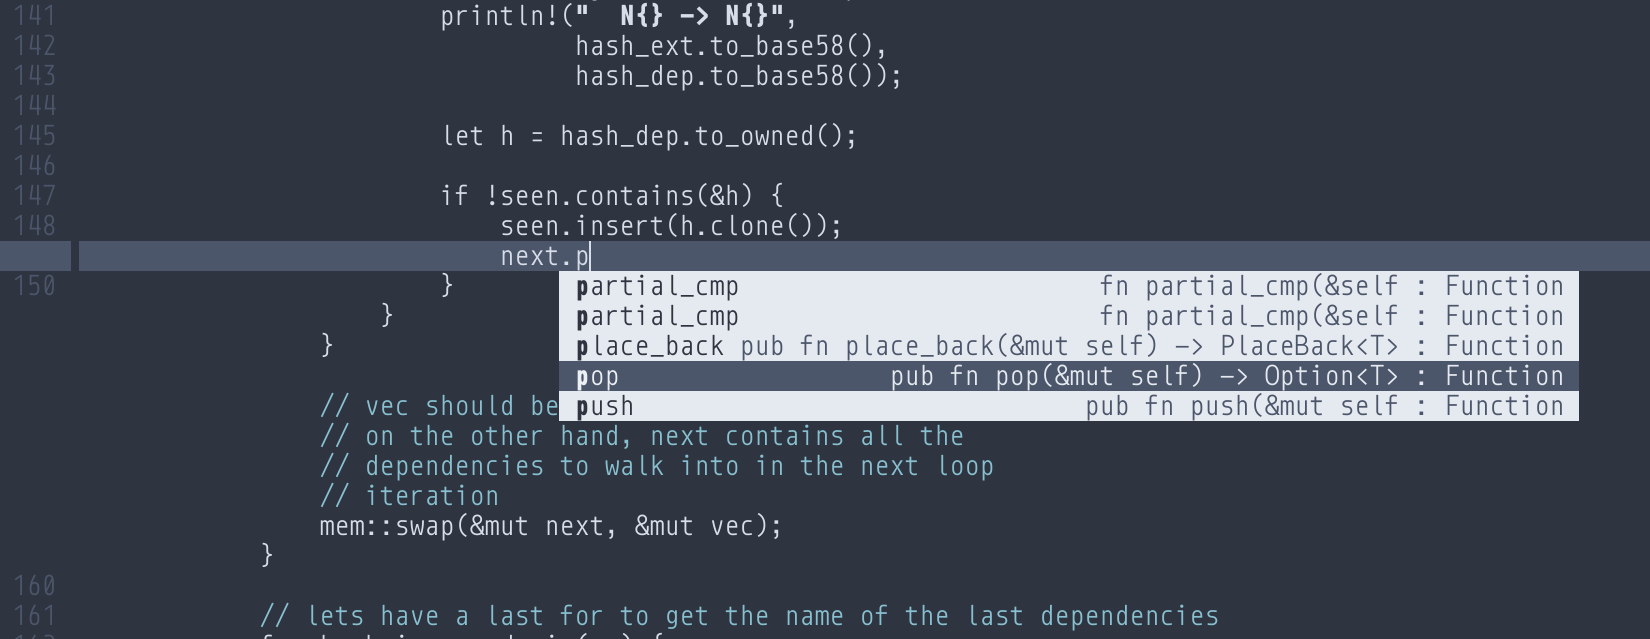 141 println!("  N{} -> N{}",
142 hash_ext.to_base58(),
143 hash_dep.to_base58());
144
145 let h = hash_dep.to_owned();
146
147 if !seen.contains(&h) {
148 seen.insert(h.clone());
next.p
150 }
partial_cmp fn partial_cmp(&self : Function
}
partial_cmp fn partial_cmp(&self : Function
}
place_back pub fn place_back(&mut self) -> PlaceBack<T> : Function
pop pub fn pop(&mut self) -> Option<T> : Function
// vec should be
push pub fn push(&mut self : Function
// on the other hand, next contains all the
// dependencies to walk into in the next loop
// iteration
mem::swap(&mut next, &mut vec);
}
160
161 // lets have a last for to get the name of the last dependencies